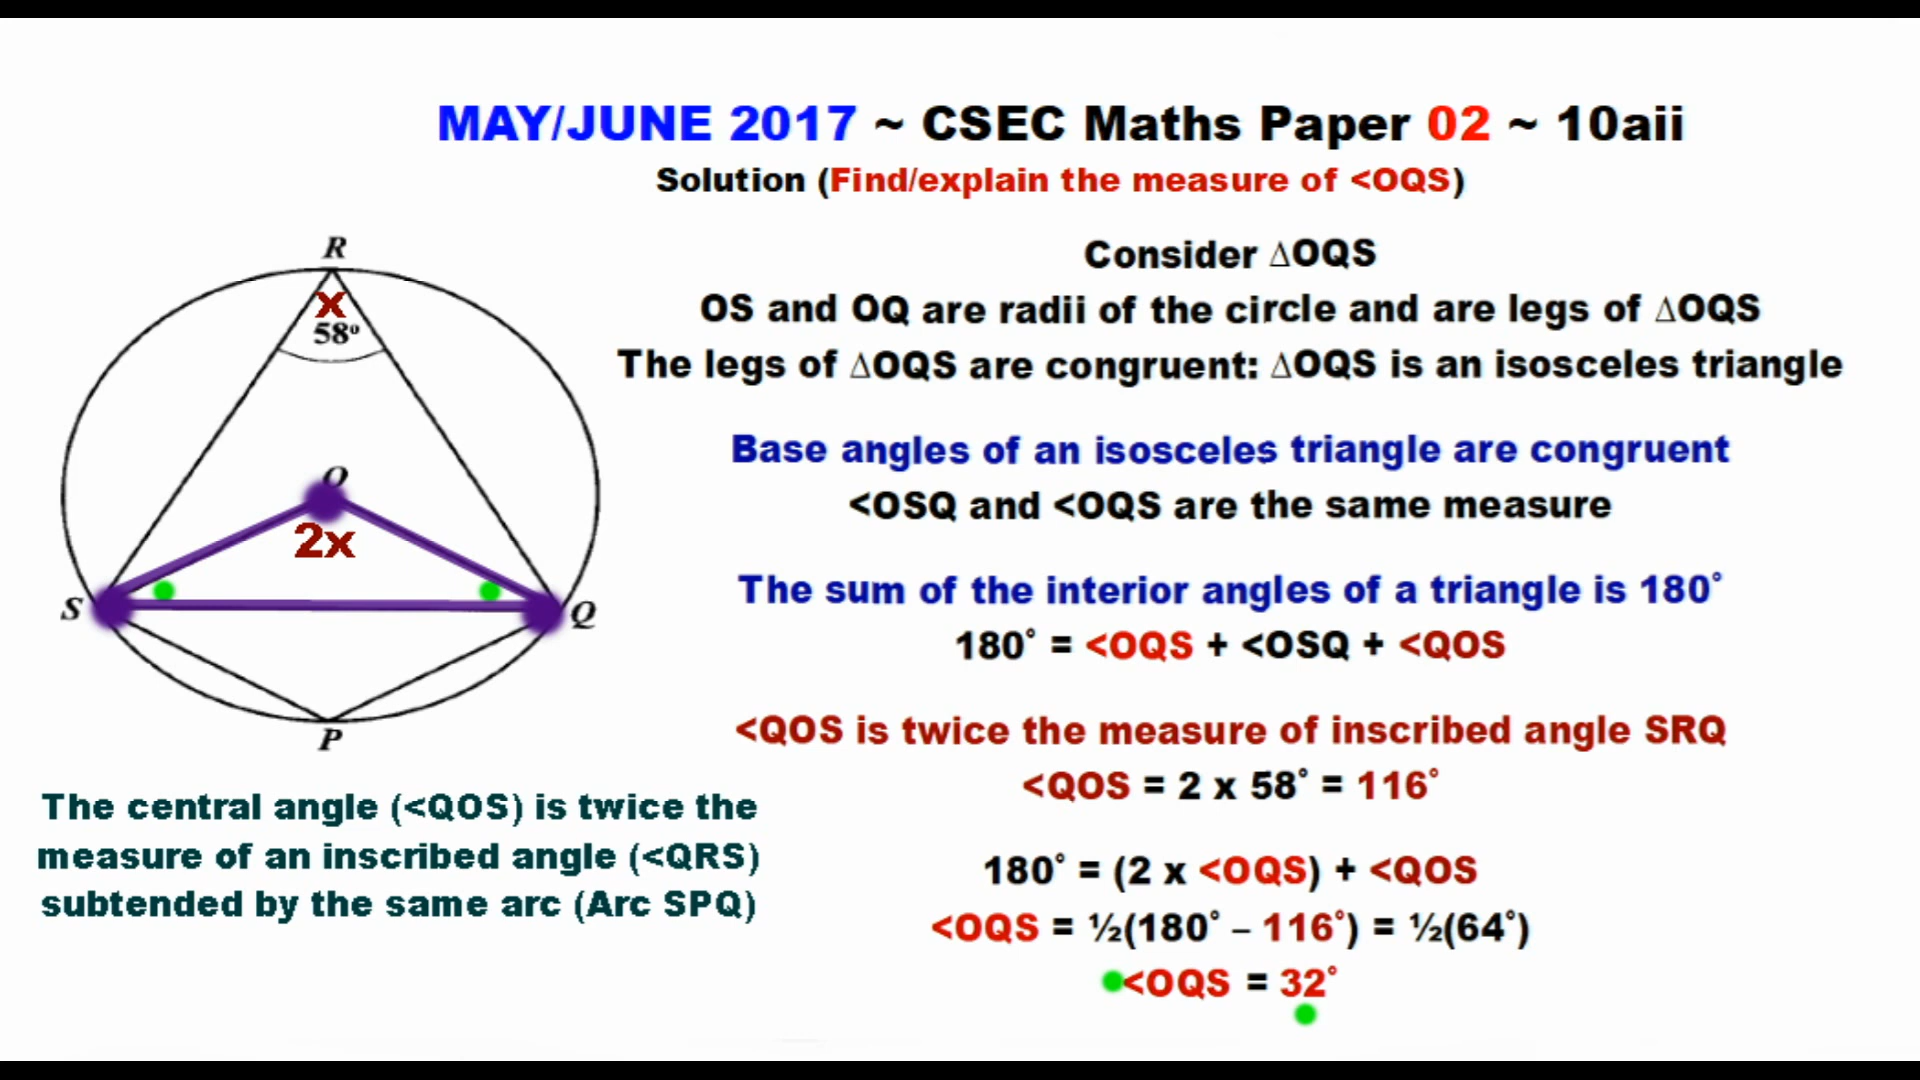 MAY/JUNE 2017 ~ CSEC Maths Paper 02 ~ 10aii
Solution (Find/explain the measure of <OQS)
R
x
58°
O
2x
S
Q
P
The central angle (<QOS) is twice the
measure of an inscribed angle (<QRS)
subtended by the same arc (Arc SPQ)
Consider ∆OQS
OS and OQ are radii of the circle and are legs of ∆OQS
The legs of ∆OQS are congruent: ∆OQS is an isosceles triangle
Base angles of an isosceles triangle are congruent
<OSQ and <OQS are the same measure
The sum of the interior angles of a triangle is 180°
180° = <OQS + <OSQ + <QOS
<QOS is twice the measure of inscribed angle SRQ
<QOS = 2 x 58° = 116°
180° = (2 x <OQS) + <QOS
<OQS = ½(180° – 116°) = ½(64°)
<OQS = 32°